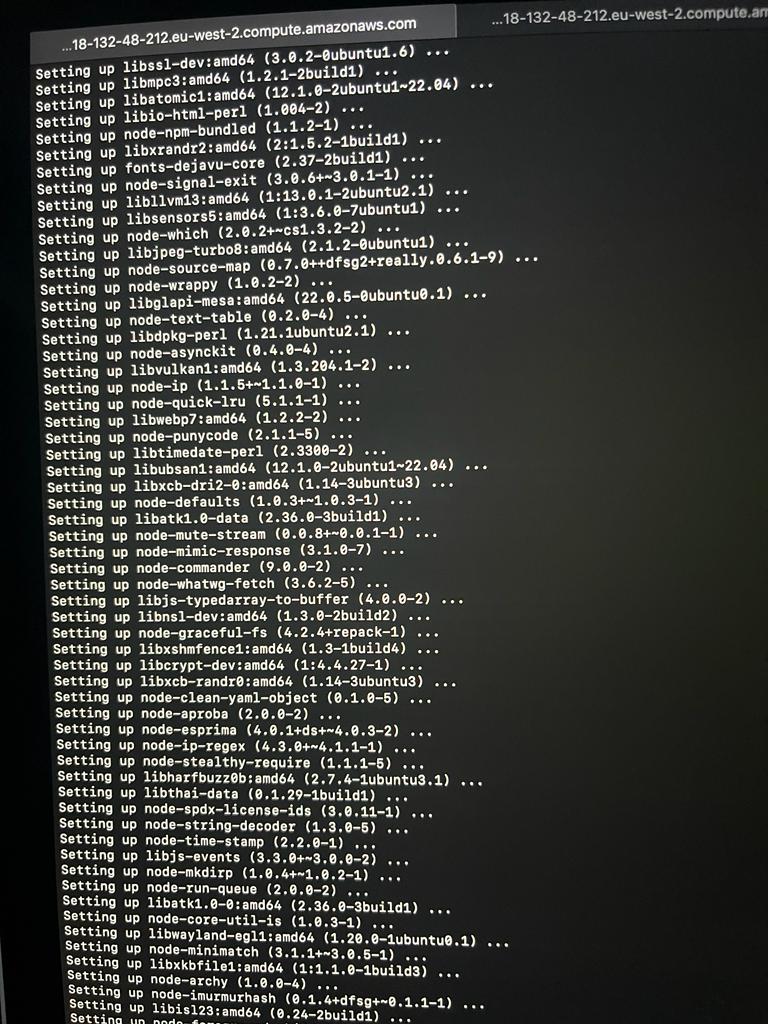 ...18-132-48-212.eu-west-2.compute.amazonaws.com
...18-132-48-212.eu-west-2.compute.am
Setting up libssl-dev:amd64 (3.0.2-0ubuntu1.6) ...
Setting up libmpc3:amd64 (1.2.1-2build1) ...
Setting up libatomic1:amd64 (12.1.0-2ubuntu1~22.04) ...
Setting up libio-html-perl (1.004-2) ...
Setting up node-npm-bundled (1.1.2-1) ...
Setting up libxrandr2:amd64 (2:1.5.2-1build1) ...
Setting up fonts-dejavu-core (2.37-2build1) ...
Setting up node-signal-exit (3.0.6+~3.0.1-1) ...
Setting up libllvm13:amd64 (1:13.0.1-2ubuntu2.1) ...
Setting up libsensors5:amd64 (1:3.6.0-7ubuntu1) ...
Setting up node-which (2.0.2+~cs1.3.2-2) ...
Setting up libjpeg-turbo8:amd64 (2.1.2-0ubuntu1) ...
Setting up node-source-map (0.7.0++dfsg2+really.0.6.1-9) ...
Setting up node-wrappy (1.0.2-2) ...
Setting up libglapi-mesa:amd64 (22.0.5-0ubuntu0.1) ...
Setting up node-text-table (0.2.0-4) ...
Setting up libdpkg-perl (1.21.1ubuntu2.1) ...
Setting up node-asynckit (0.4.0-4) ...
Setting up libvulkan1:amd64 (1.3.204.1-2) ...
Setting up node-ip (1.1.5+~1.1.0-1) ...
Setting up node-quick-lru (5.1.1-1) ...
Setting up libwebp7:amd64 (1.2.2-2) ...
Setting up node-punycode (2.1.1-5) ...
Setting up libtimedate-perl (2.3300-2) ...
Setting up libubsan1:amd64 (12.1.0-2ubuntu1~22.04) ...
Setting up libxcb-dri2-0:amd64 (1.14-3ubuntu3) ...
Setting up node-defaults (1.0.3+~1.0.3-1) ...
Setting up libatk1.0-data (2.36.0-3build1) ...
Setting up node-mute-stream (0.0.8+~0.0.1-1) ...
Setting up node-mimic-response (3.1.0-7) ...
Setting up node-commander (9.0.0-2) ...
Setting up node-whatwg-fetch (3.6.2-5) ...
Setting up libjs-typedarray-to-buffer (4.0.0-2) ...
Setting up libnsl-dev:amd64 (1.3.0-2build2) ...
Setting up node-graceful-fs (4.2.4+repack-1) ...
Setting up libxshmfence1:amd64 (1.3-1build4) ...
Setting up libcrypt-dev:amd64 (1:4.4.27-1) ...
Setting up libxcb-randr0:amd64 (1.14-3ubuntu3) ...
Setting up node-clean-yaml-object (0.1.0-5) ...
Setting up node-aproba (2.0.0-2) ...
Setting up node-esprima (4.0.1+ds+~4.0.3-2) ...
Setting up node-ip-regex (4.3.0+~4.1.1-1) ...
Setting up node-stealthy-require (1.1.1-5) ...
Setting up libharfbuzz0b:amd64 (2.7.4-1ubuntu3.1) ...
Setting up libthai-data (0.1.29-1build1) ...
Setting up node-spdx-license-ids (3.0.11-1) ...
Setting up node-string-decoder (1.3.0-5) ...
Setting up node-time-stamp (2.2.0-1) ...
Setting up libjs-events (3.3.0+~3.0.0-2) ...
Setting up node-mkdirp (1.0.4+~1.0.2-1) ...
Setting up node-run-queue (2.0.0-2) ...
Setting up libatk1.0-0:amd64 (2.36.0-3build1) ...
Setting up node-core-util-is (1.0.3-1) ...
Setting up libwayland-egl1:amd64 (1.20.0-1ubuntu0.1) ...
Setting up node-minimatch (3.1.1+~3.0.5-1) ...
Setting up libxkbfile1:amd64 (1:1.1.0-1build3) ...
Setting up node-archy (1.0.0-4) ...
Setting up node-imurmurhash (0.1.4+dfsg+~0.1.1-1) ...
Setting up libisl23:amd64 (0.24-2build1) ...
Setting up